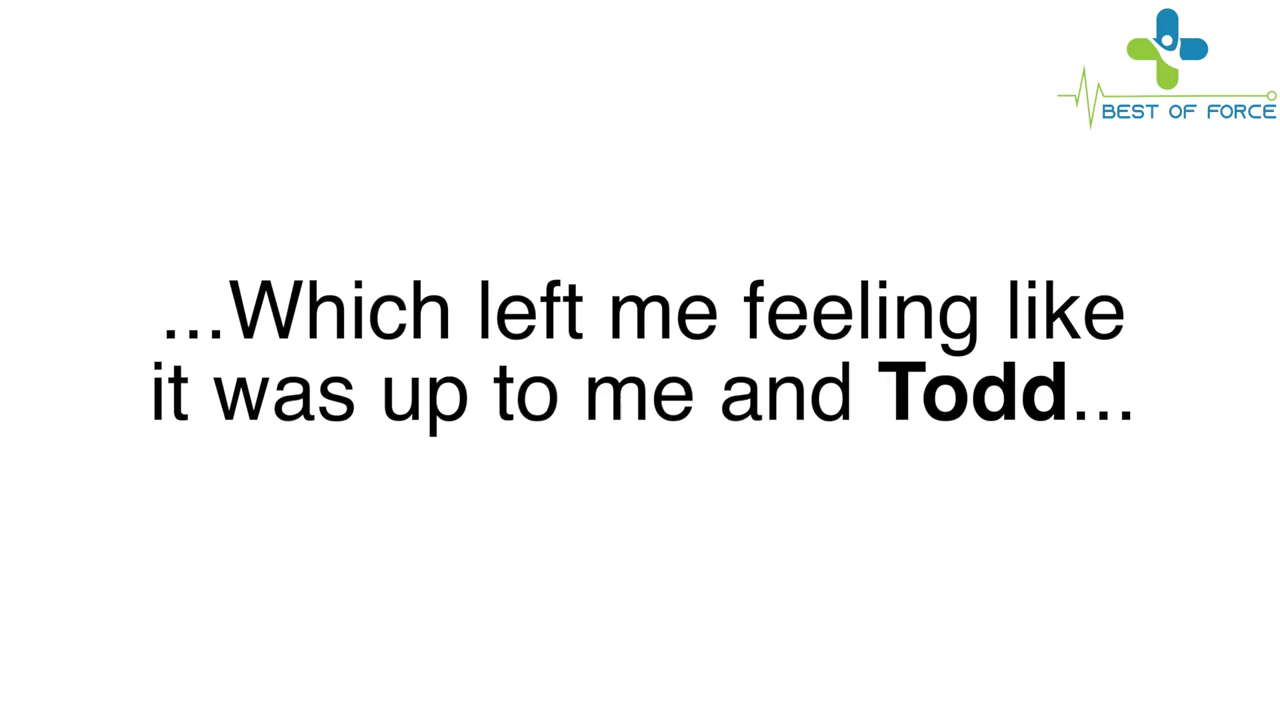 BEST OF FORCE
...Which left me feeling like
it was up to me and Todd...